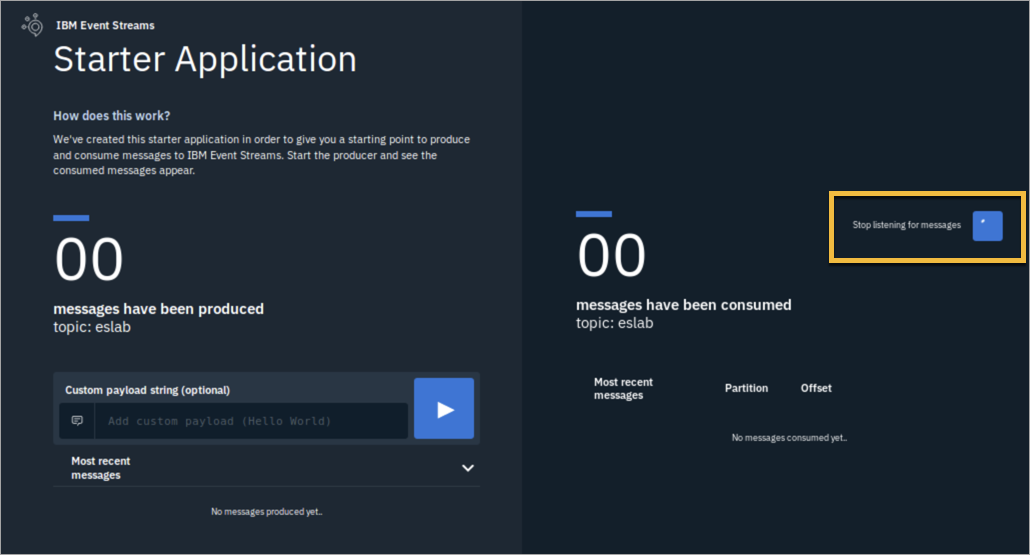 IBM Event Streams
Starter Application
How does this work?
We've created this starter application in order to give you a starting point to produce
and consume messages to IBM Event Streams. Start the producer and see the
consumed messages appear.
00
messages have been produced
topic: eslab
Custom payload string (optional)
Add custom payload (Hello World)
Most recent
messages
No messages produced yet..
Stop listening for messages
00
messages have been consumed
topic: eslab
Most recent
messages
Partition
Offset
No messages consumed yet..